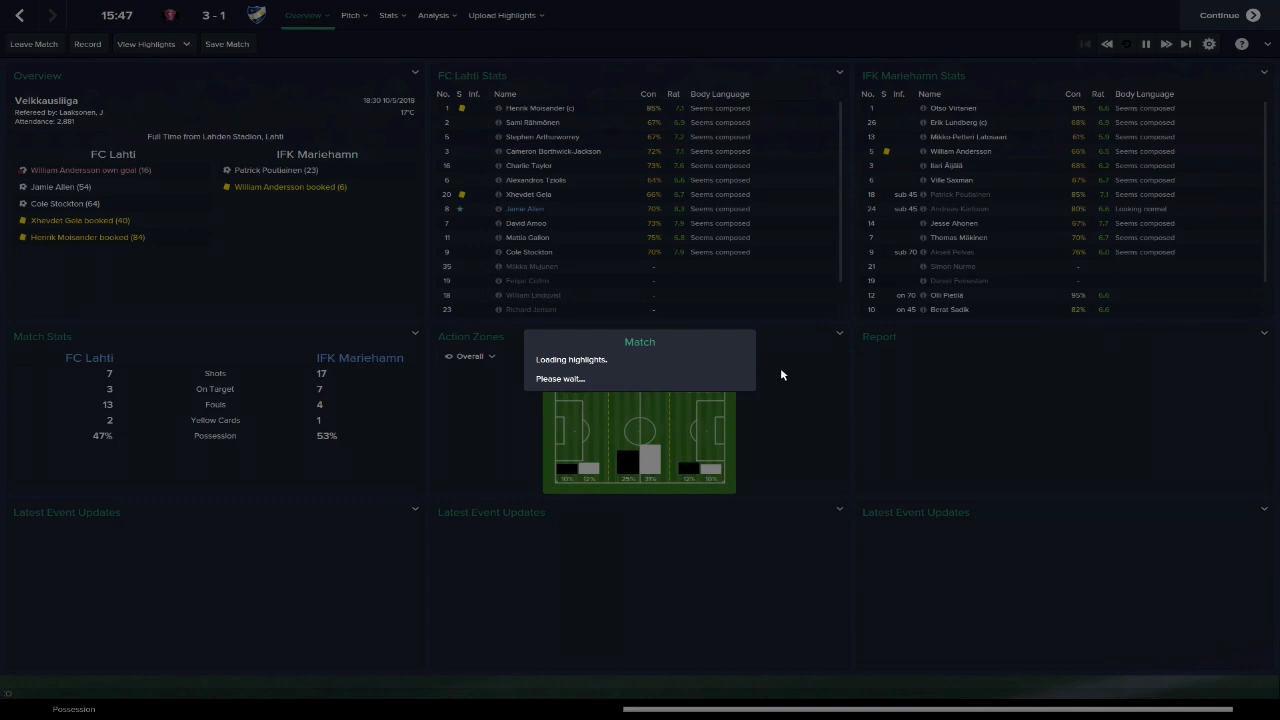 15:47 3 - 1 Overview Pitch Stats Analysis Upload Highlights Continue
Leave Match Record View Highlights Save Match
Overview
Veikkausliiga 18:30 10/5/2018
Refereed by: Laaksonen, J 17°C
Attendance: 2,881
Full Time from Lahden Stadion, Lahti
FC Lahti IFK Mariehamn
William Andersson own goal (16) Patrick Poutiainen (23)
Jamie Allen (54) William Andersson booked (6)
Cole Stockton (64)
Xhevdet Gela booked (40)
Henrik Moisander booked (84)
FC Lahti Stats
No. S Inf. Name Con Rat Body Language
1 Henrik Moisander (c) 85% 7.1 Seems composed
2 Sami Rähmönen 67% 6.9 Seems composed
5 Stephen Arthurworrey 67% 7.2 Seems composed
3 Cameron Borthwick-Jackson 72% 7.1 Seems composed
16 Charlie Taylor 73% 7.6 Seems composed
6 Alexandros Tziolis 64% 6.6 Seems composed
20 Xhevdet Gela 66% 6.7 Seems composed
8 Jamie Allen 70% 8.3 Seems composed
7 David Amoo 73% 7.9 Seems composed
11 Mattia Gallon 75% 6.8 Seems composed
9 Cole Stockton 70% 7.9 Seems composed
35 Miikka Mujunen -
19 -
18 William Lindqvist -
23 Richard Jensen -
IFK Mariehamn Stats
No. S Inf. Name Con Rat Body Language
1 Otso Virtanen 91% 6.6 Seems composed
26 Erik Lundberg (c) 68% 6.9 Seems composed
13 Mikko-Petteri Latosaari 61% 5.9 Seems composed
5 William Andersson 66% 6.5 Seems composed
3 Ilari Äijälä 68% 6.2 Seems composed
6 Ville Saxman 67% 6.7 Seems composed
18 sub 45 Patrick Poutiainen 85% 7.1 Seems composed
24 sub 45 Andreas Karlsson 80% 6.6 Looking normal
14 Jesse Ahonen 67% 7.7 Seems composed
7 Thomas Mäkinen 70% 6.7 Seems composed
9 sub 70 Akseli Pelvas 76% 6.0 Seems composed
21 Simon Nurme -
19 Daniel -
12 on 70 Olli Pietilä 95% 6.6
10 on 45 Berat Sadik 82% 6.6
Match Stats
FC Lahti IFK Mariehamn
7 Shots 17
3 On Target 7
13 Fouls 4
2 Yellow Cards 1
47% Possession 53%
Action Zones
Overall
10% 12% 25% 31% 12% 10%
Report
Match
Loading highlights.
Please wait...
Latest Event Updates
Latest Event Updates
Latest Event Updates
Possession